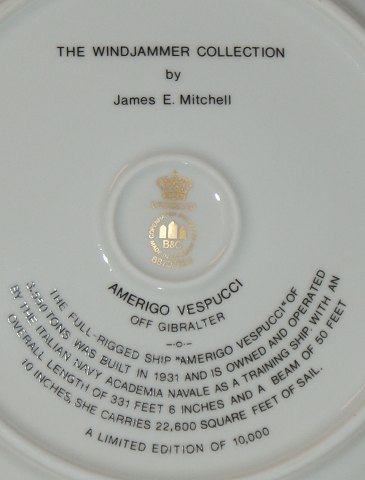 THE WINDJAMMER COLLECTION
by
James E. Mitchell
B&G
AMERIGO VESPUCCI
OFF GIBRALTER
-o-
THE FULL-RIGGED SHIP "AMERIGO VESPUCCI" OF
TONS WAS BUILT IN 1931 AND IS OWNED AND OPERATED
BY THE ITALIAN NAVY ACADEMIA NAVALE AS A TRAINING SHIP. WITH AN
OVERALL LENGTH OF 331 FEET 6 INCHES AND A BEAM OF 50 FEET
10 INCHES, SHE CARRIES 22,600 SQUARE FEET OF SAIL.
A LIMITED EDITION OF 10,000